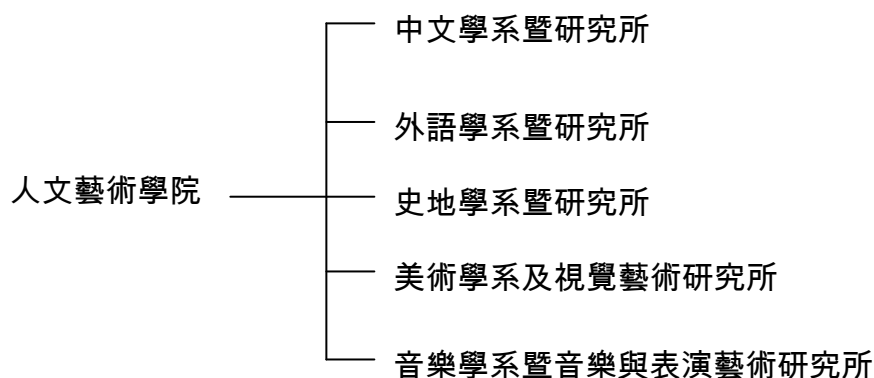 中文學系暨研究所
外語學系暨研究所
人文藝術學院
史地學系暨研究所
美術學系及視覺藝術研究所
音樂學系暨音樂與表演藝術研究所